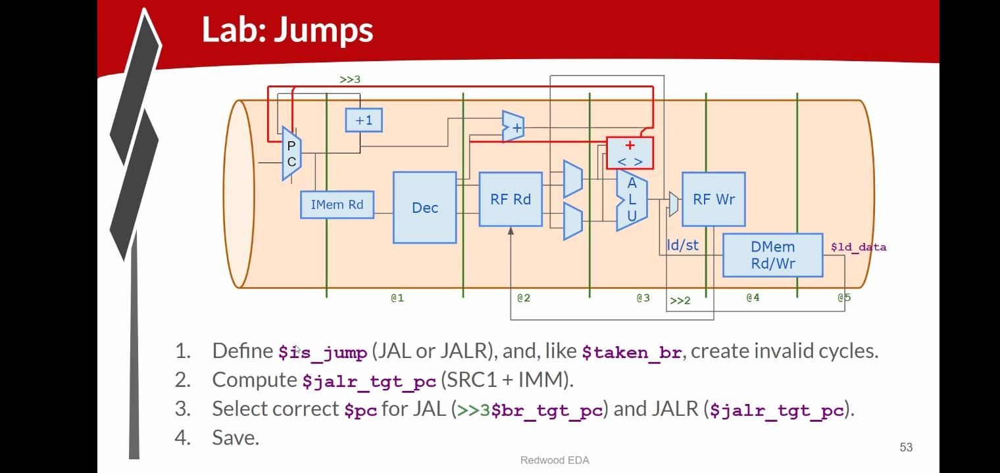 Lab: Jumps
>>3
+1
+
P
C
+
< >
A
L
U
IMem Rd
Dec
RF Rd
RF Wr
ld/st
DMem
Rd/Wr
$ld_data
@1
@2
@3
>>2
@4
@5
1. Define $is_jump (JAL or JALR), and, like $taken_br, create invalid cycles.
2. Compute $jalr_tgt_pc (SRC1 + IMM).
3. Select correct $pc for JAL (>>3$br_tgt_pc) and JALR ($jalr_tgt_pc).
4. Save.
53
Redwood EDA